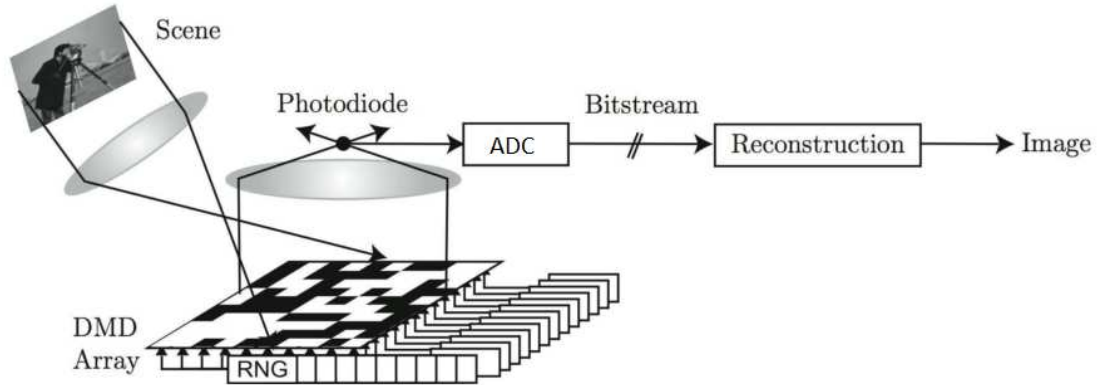 Scene
Photodiode
ADC
Bitstream
Reconstruction
Image
DMD
Array
RNG